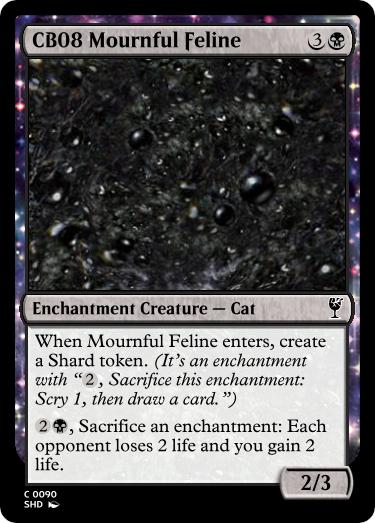 CB08 Mournful Feline 3
Enchantment Creature — Cat
When Mournful Feline enters, create
a Shard token. (It's an enchantment
with “2, Sacrifice this enchantment:
Scry 1, then draw a card.”)
2, Sacrifice an enchantment: Each
opponent loses 2 life and you gain 2
life.
2/3
C 0090
SHD